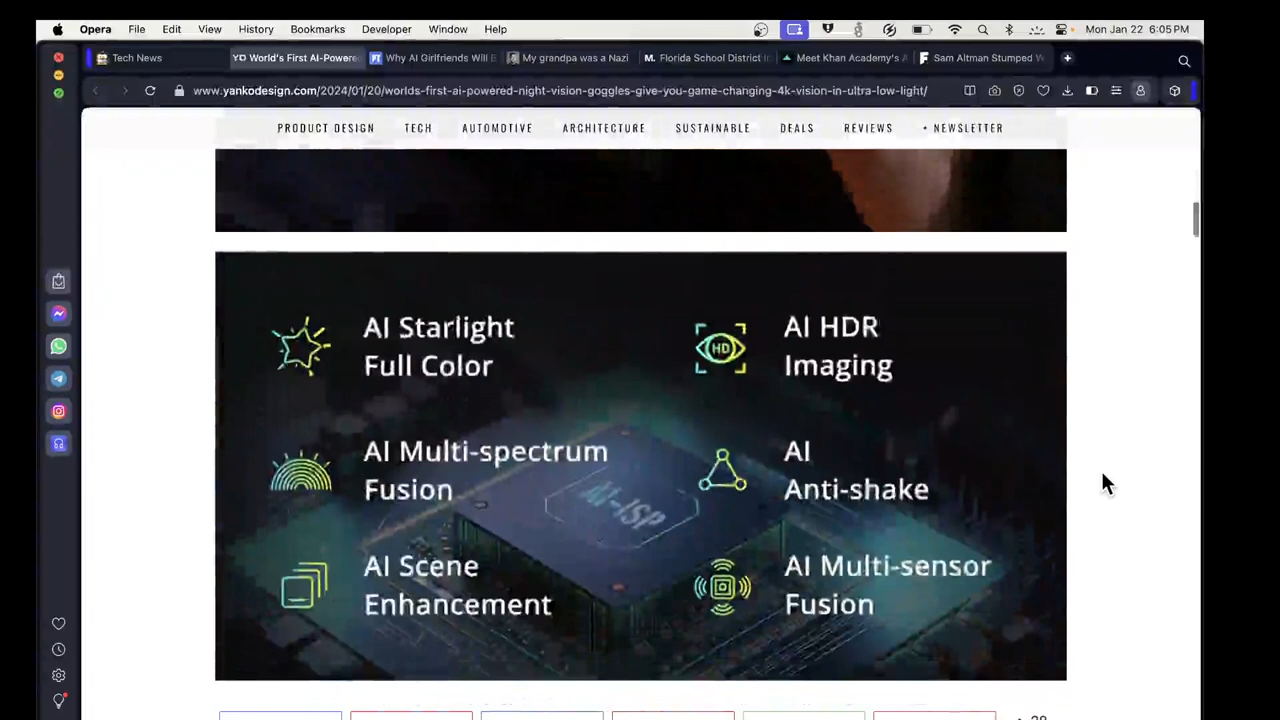 Opera File Edit View History Bookmarks Developer Window Help Mon Jan 22 6:05 PM
Tech News YD World's First AI-Powere FT Why AI Girlfriends Will E My grandpa was a Nazi M. Florida School District Meet Khan Academy's A Sam Altman Stumped W
www.yankodesign.com/2024/01/20/worlds-first-ai-powered-night-vision-goggles-give-you-game-changing-4k-vision-in-ultra-low-light/
PRODUCT DESIGN TECH AUTOMOTIVE ARCHITECTURE SUSTAINABLE DEALS REVIEWS + NEWSLETTER
AI Starlight
Full Color
HD
AI HDR
Imaging
AI Multi-spectrum
Fusion
AI
Anti-shake
AI-ISP
AI Scene
Enhancement
AI Multi-sensor
Fusion